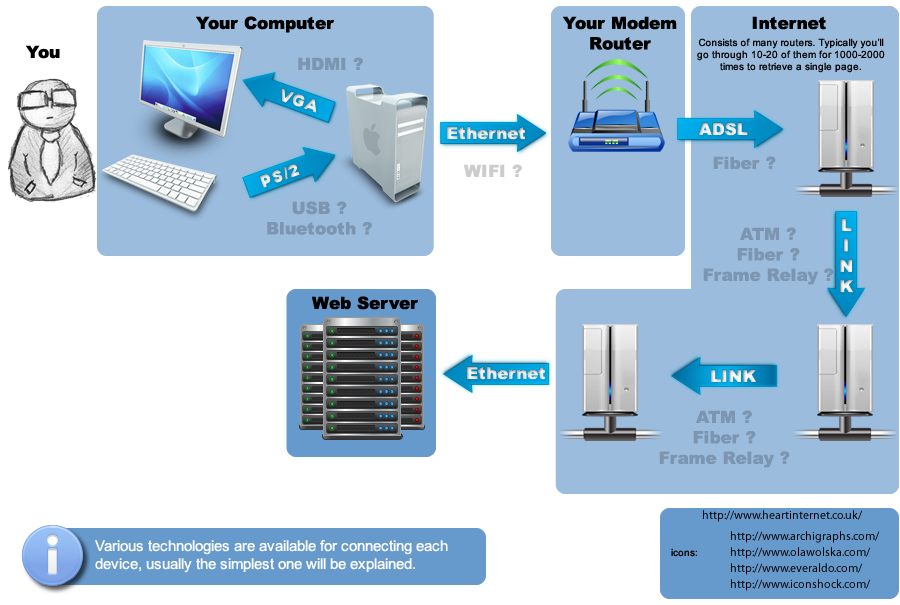 You
Your Computer
HDMI ?
VGA
PS/2
USB ?
Bluetooth ?
Ethernet
WIFI ?
Your Modem
Router
ADSL
Fiber ?
Internet
Consists of many routers. Typically you'll
go through 10-20 of them for 1000-2000
times to retrieve a single page.
LINK
ATM ?
Fiber ?
Frame Relay ?
LINK
ATM ?
Fiber ?
Frame Relay ?
Ethernet
Web Server
Various technologies are available for connecting each
device, usually the simplest one will be explained.
http://www.heartinternet.co.uk/
icons:
http://www.archigraphs.com/
http://www.olawolska.com/
http://www.everaldo.com/
http://www.iconshock.com/